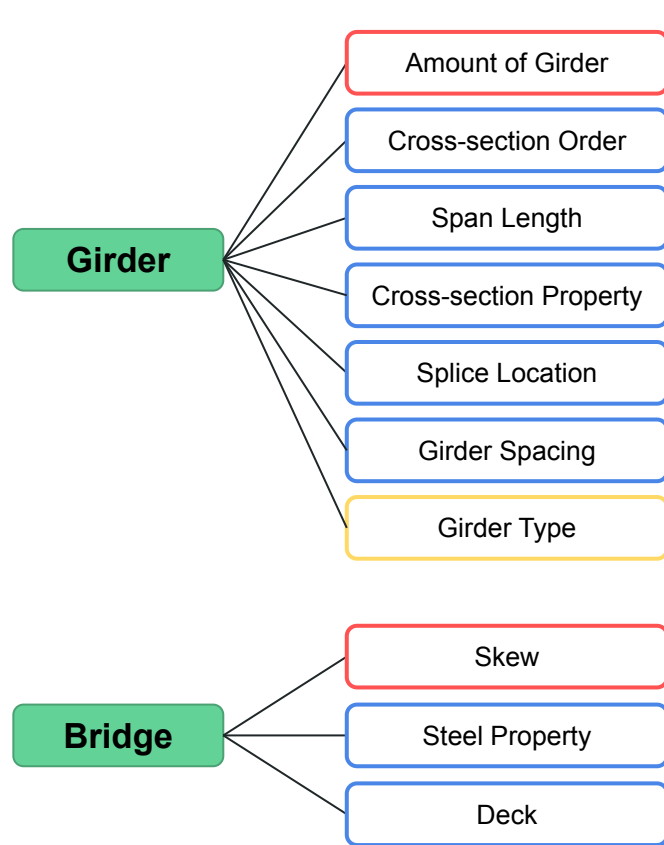 Girder
Amount of Girder
Cross-section Order
Span Length
Cross-section Property
Splice Location
Girder Spacing
Girder Type
Bridge
Skew
Steel Property
Deck